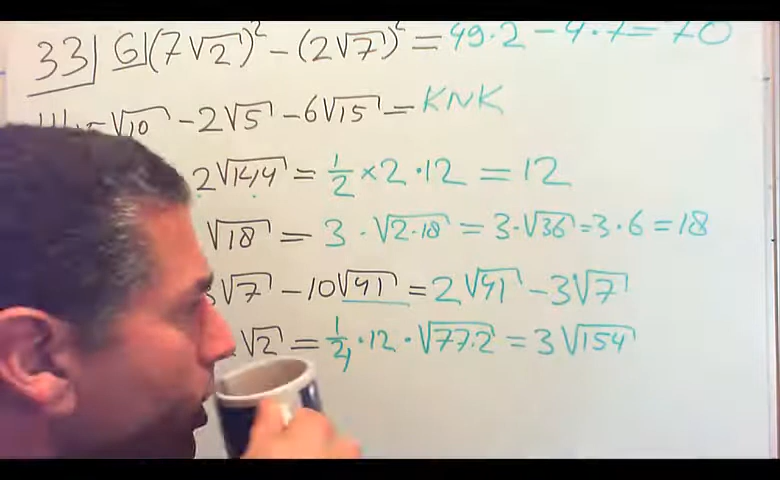 33| G|(7√2)² - (2√7)² = 49·2 - 4·7 = 70
-√10 - 2√5 - 6√15 = KNK
2√144 = 1/2 × 2 · 12 = 12
√18 = 3 · √2·18 = 3·√36 = 3·6 = 18
3√7 - 10√41 = 2√41 - 3√7
√2 = 1/4 · 12 · √77·2 = 3√154